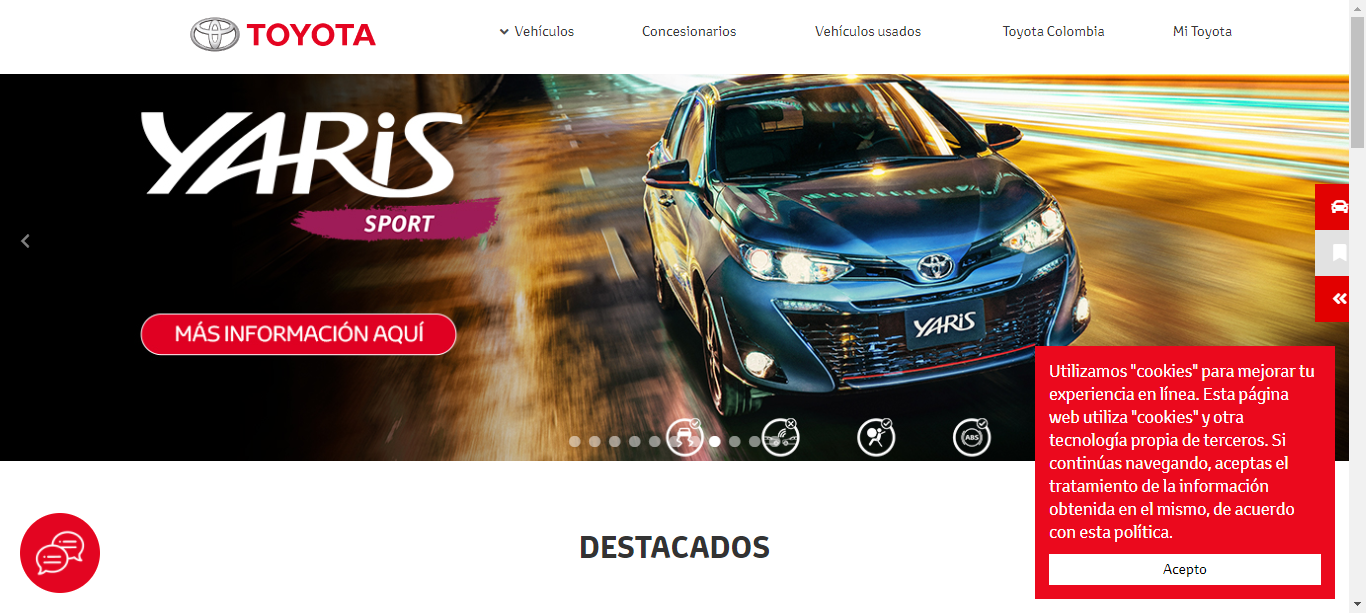 TOYOTA
Vehículos
Concesionarios
Vehículos usados
Toyota Colombia
Mi Toyota
YARiS
SPORT
MÁS INFORMACIÓN AQUÍ
YARiS
ABS
Utilizamos "cookies" para mejorar tu
experiencia en línea. Esta página
web utiliza "cookies" y otra
tecnología propia de terceros. Si
continúas navegando, aceptas el
tratamiento de la información
obtenida en el mismo, de acuerdo
con esta política.
Acepto
DESTACADOS